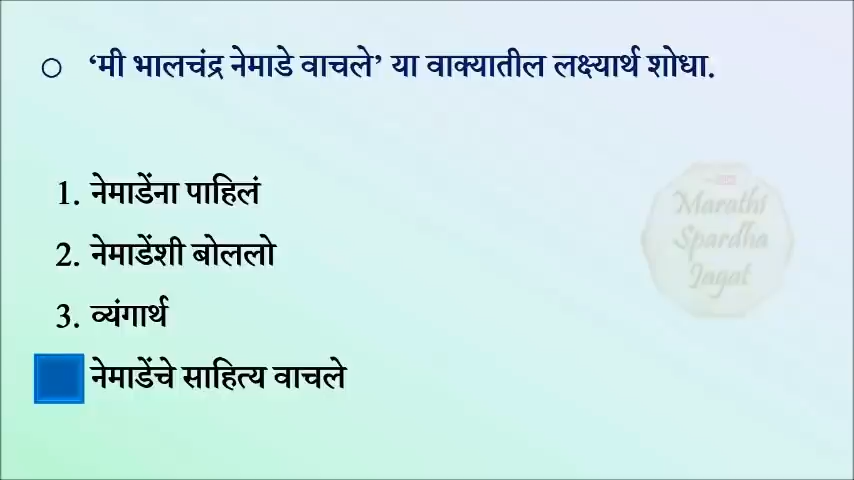 ‘मी भालचंद्र नेमाडे वाचले’ या वाक्यातील लक्ष्यार्थ शोधा.
1. नेमाडेंना पाहिलं
2. नेमाडेंशी बोललो
3. व्यंगार्थ
नेमाडेंचे साहित्य वाचले
Marathi
Spardha
Jagat